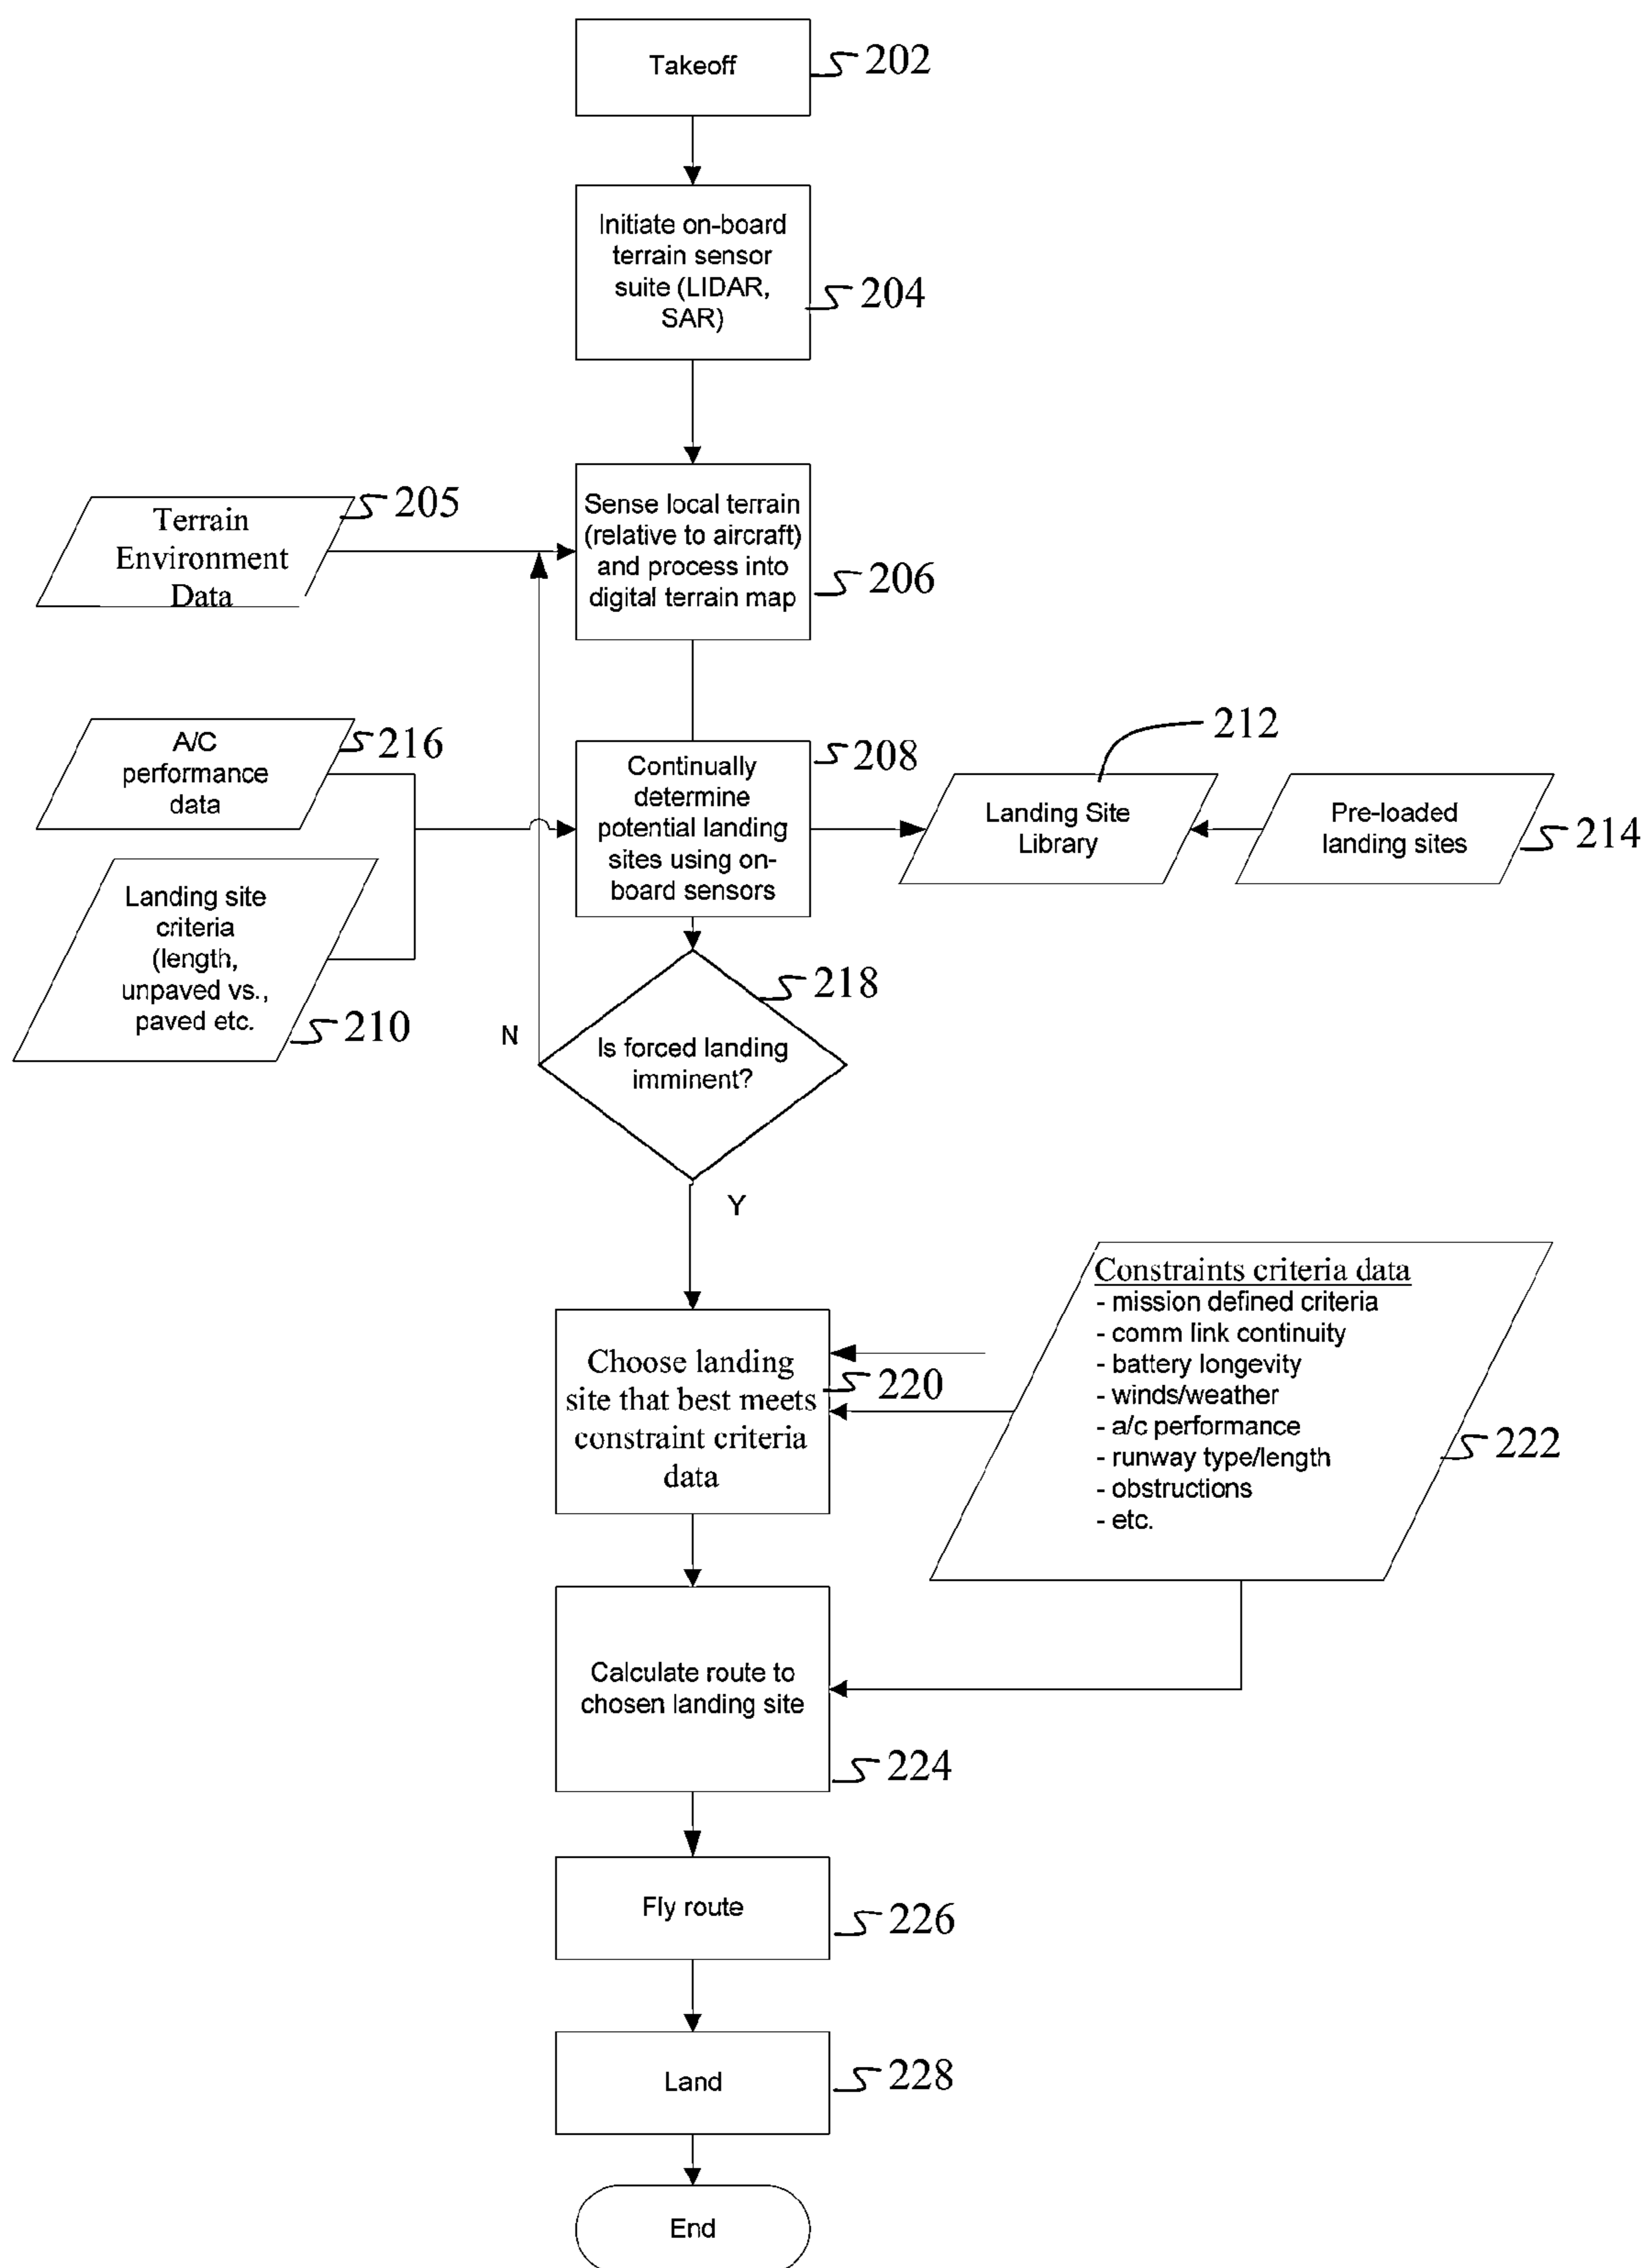 Takeoff
202
Initiate on-board
terrain sensor
suite (LIDAR,
SAR)
204
Terrain
Environment
Data
205
Sense local terrain
(relative to aircraft)
and process into
digital terrain map
206
A/C
performance
data
216
Continually
determine
potential landing
sites using on-
board sensors
208
Landing Site
Library
212
Pre-loaded
landing sites
214
Landing site
criteria
(length,
unpaved vs.,
paved etc.
210
Is forced landing
imminent?
218
N
Y
Choose landing
site that best meets
constraint criteria
data
220
Constraints criteria data
- mission defined criteria
- comm link continuity
- battery longevity
- winds/weather
- a/c performance
- runway type/length
- obstructions
- etc.
222
Calculate route to
chosen landing site
224
Fly route
226
Land
228
End